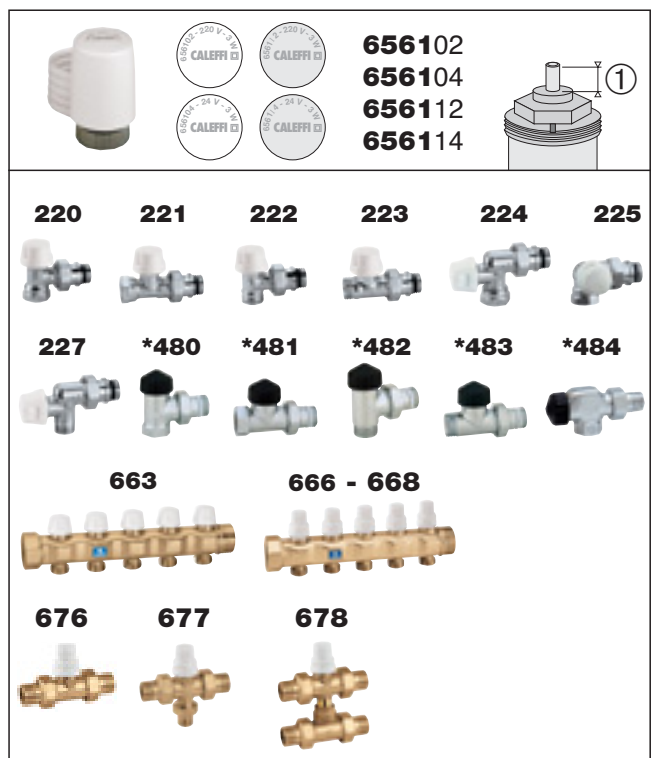 656102 - 220 V - 3 W
CALEFFI
656112 - 220 V - 3 W
CALEFFI
656104 - 24 V - 3 W
CALEFFI
656114 - 24 V - 3 W
CALEFFI
656102
656104
656112
656114
1
220 221 222 223 224 225
227 *480 *481 *482 *483 *484
663 666 - 668
676 677 678